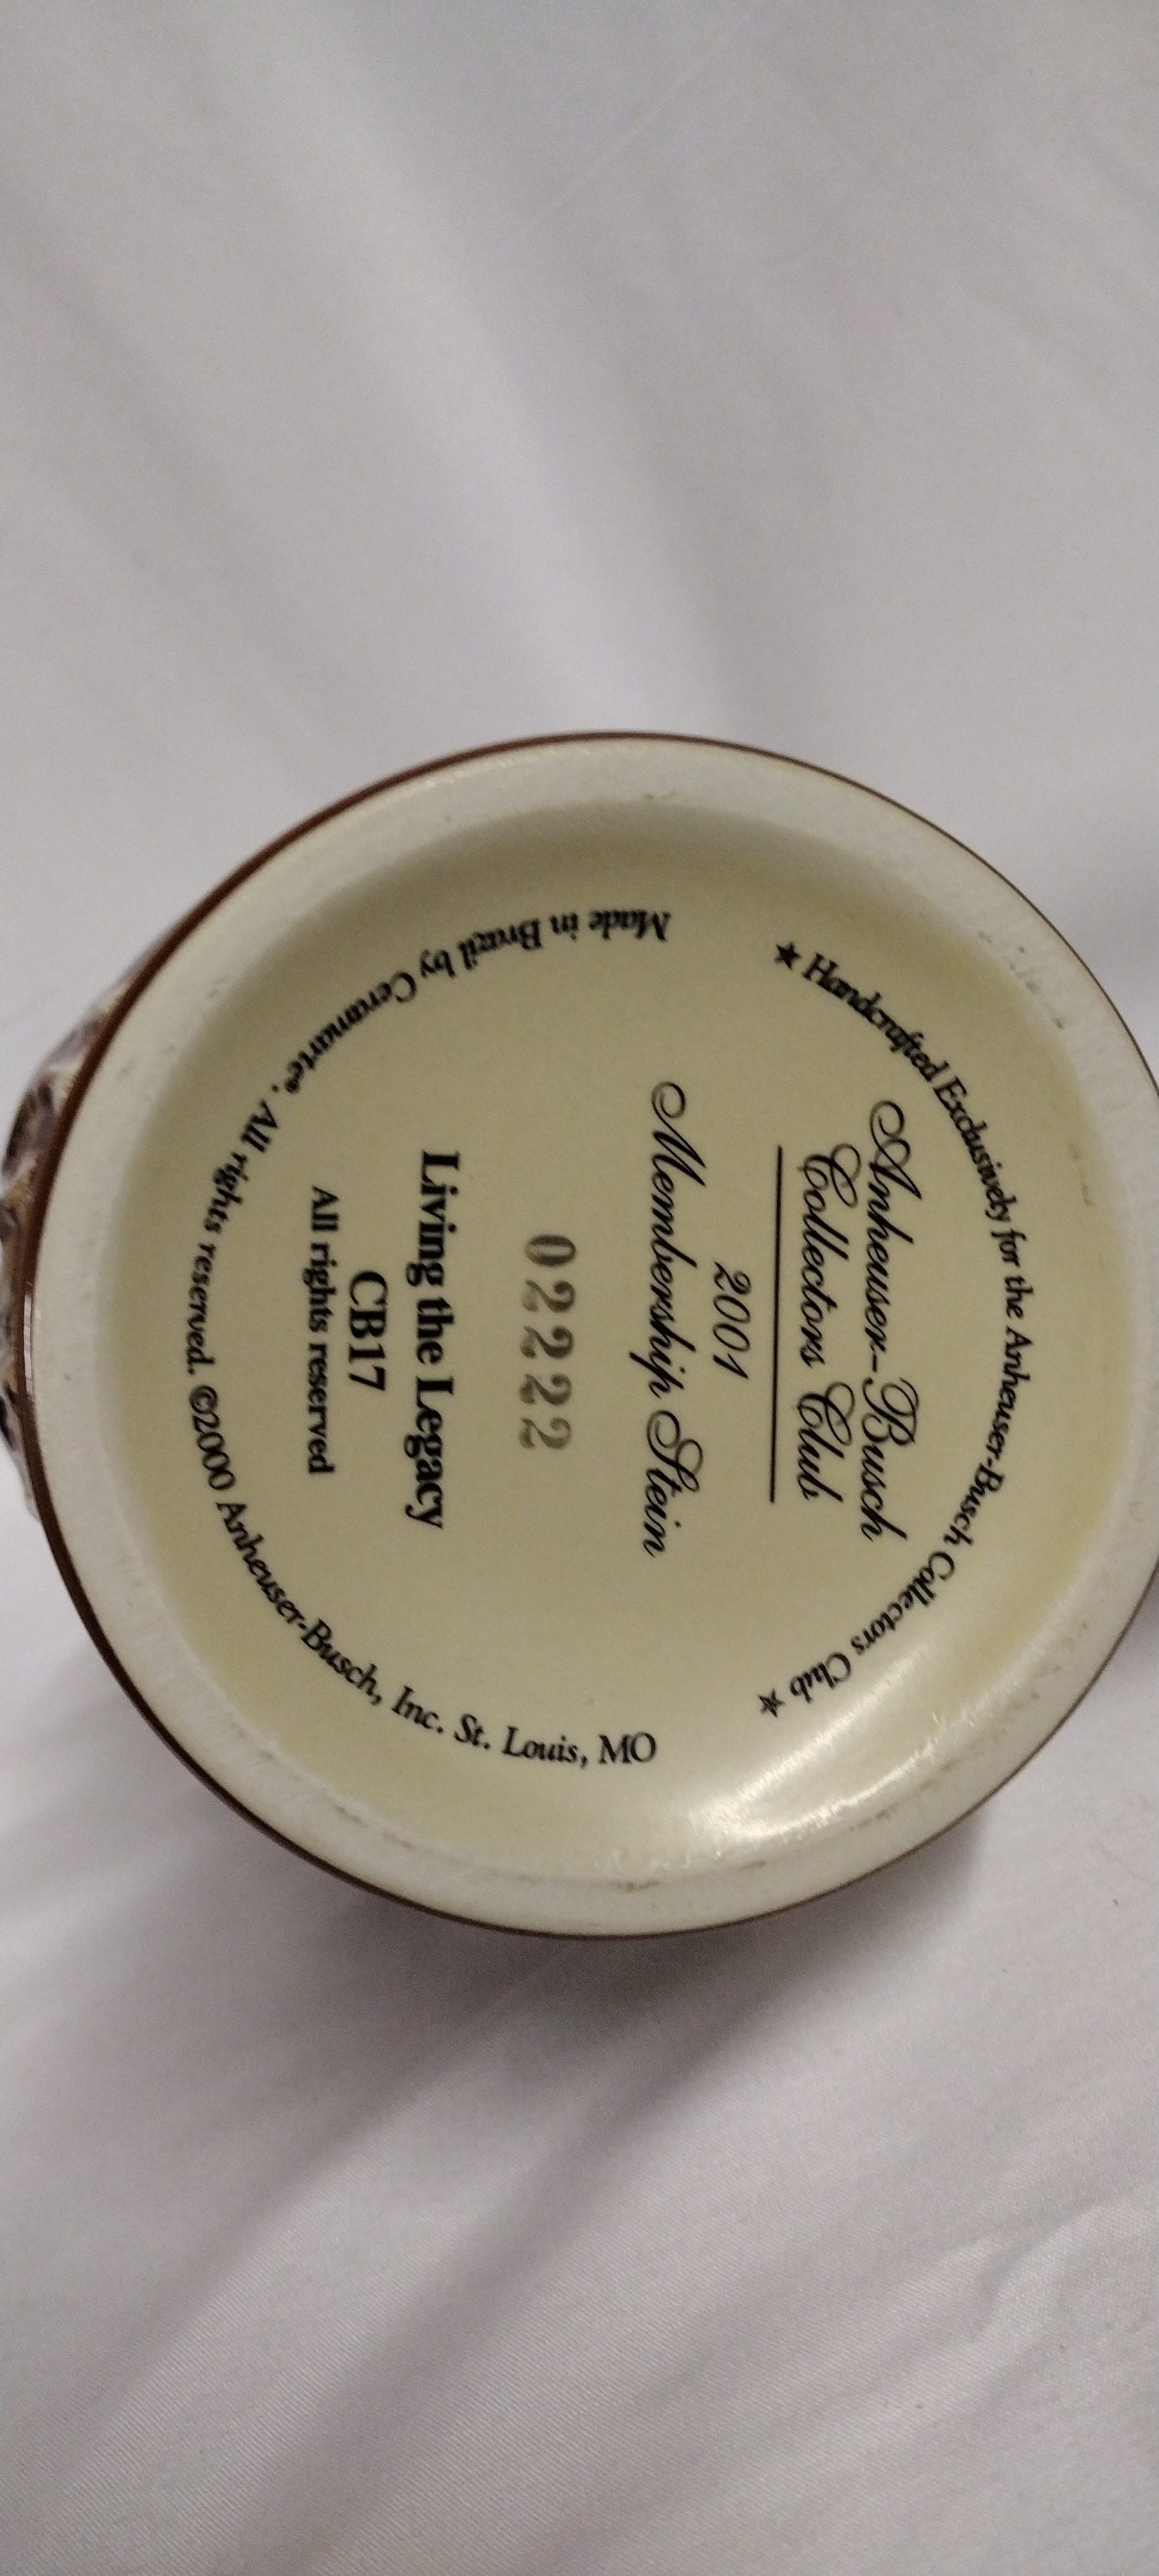 ★ Handcrafted Exclusively for the Anheuser-Busch Collectors Club ★
Anheuser-Busch
Collectors Club
2001
Membership Stein
02222
Living the Legacy
CB17
All rights reserved
Made in Brazil by Ceramarte®. All rights reserved. ©2000 Anheuser-Busch, Inc. St. Louis, MO